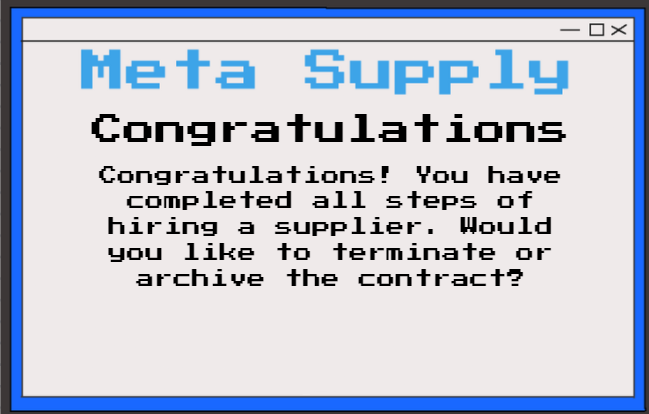 Meta Supply
Congratulations
Congratulations! You have
completed all steps of
hiring a supplier. Would
you like to terminate or
archive the contract?